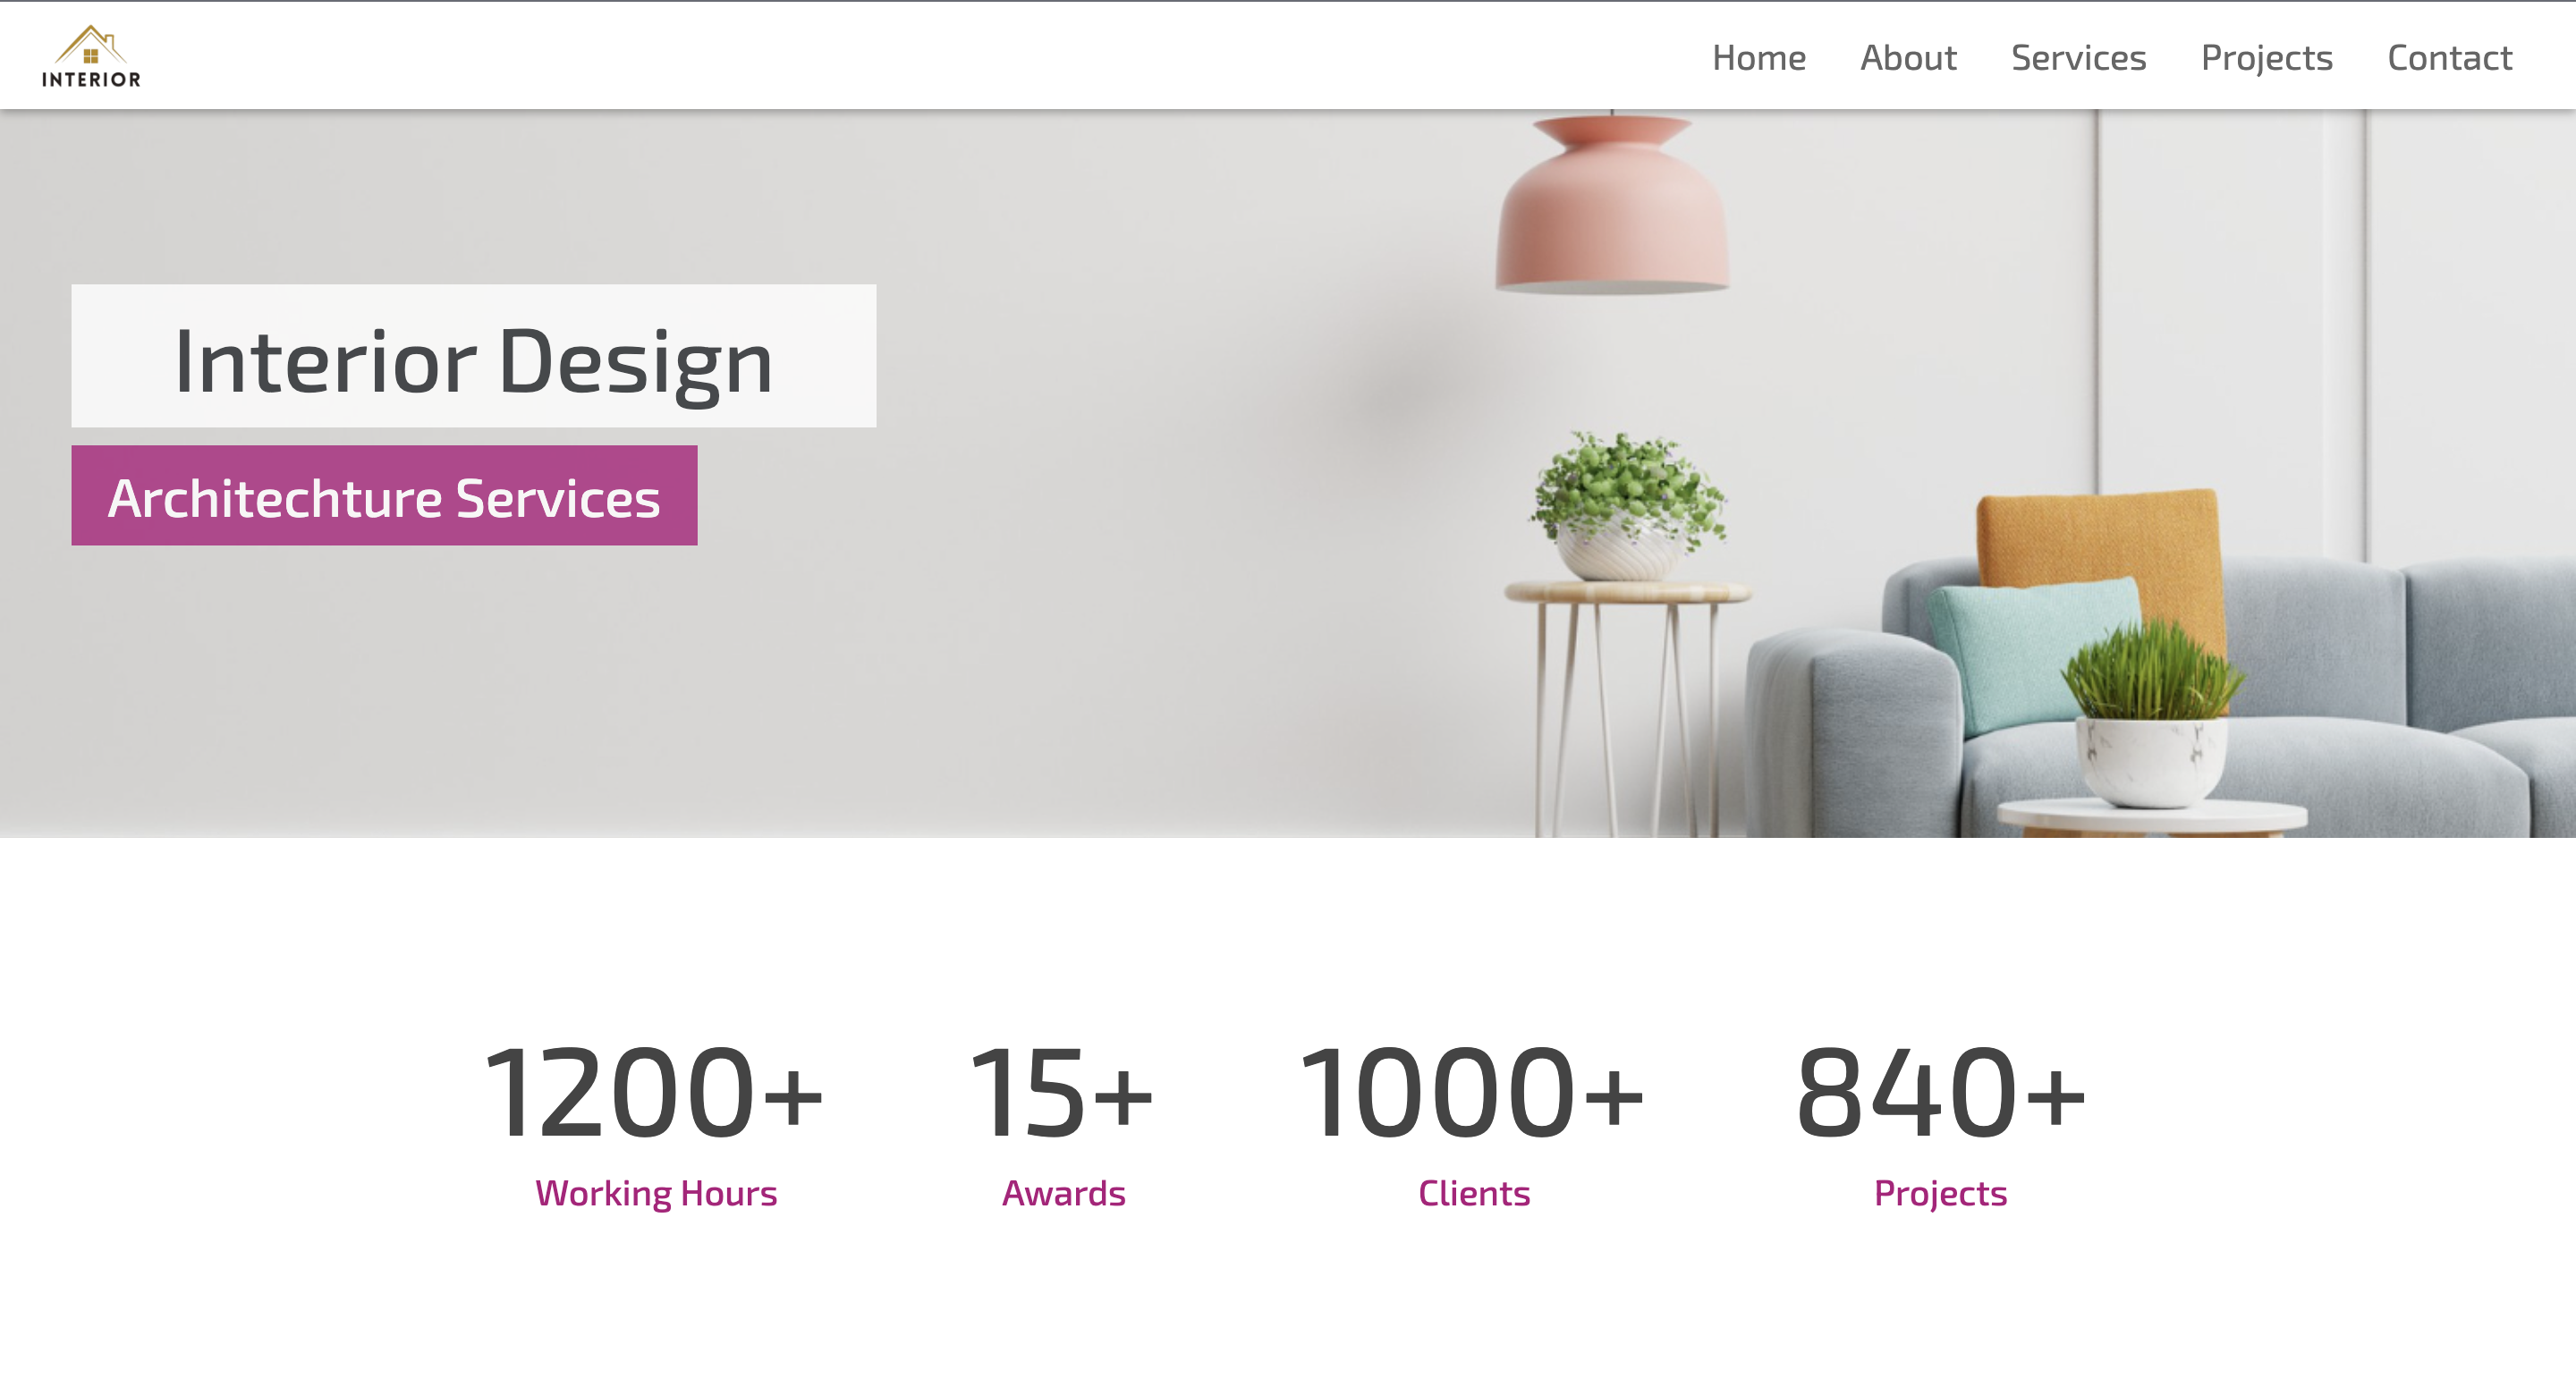 INTERIOR
Home About Services Projects Contact
Interior Design
Architechture Services
1200+ 15+ 1000+ 840+
Working Hours Awards Clients Projects